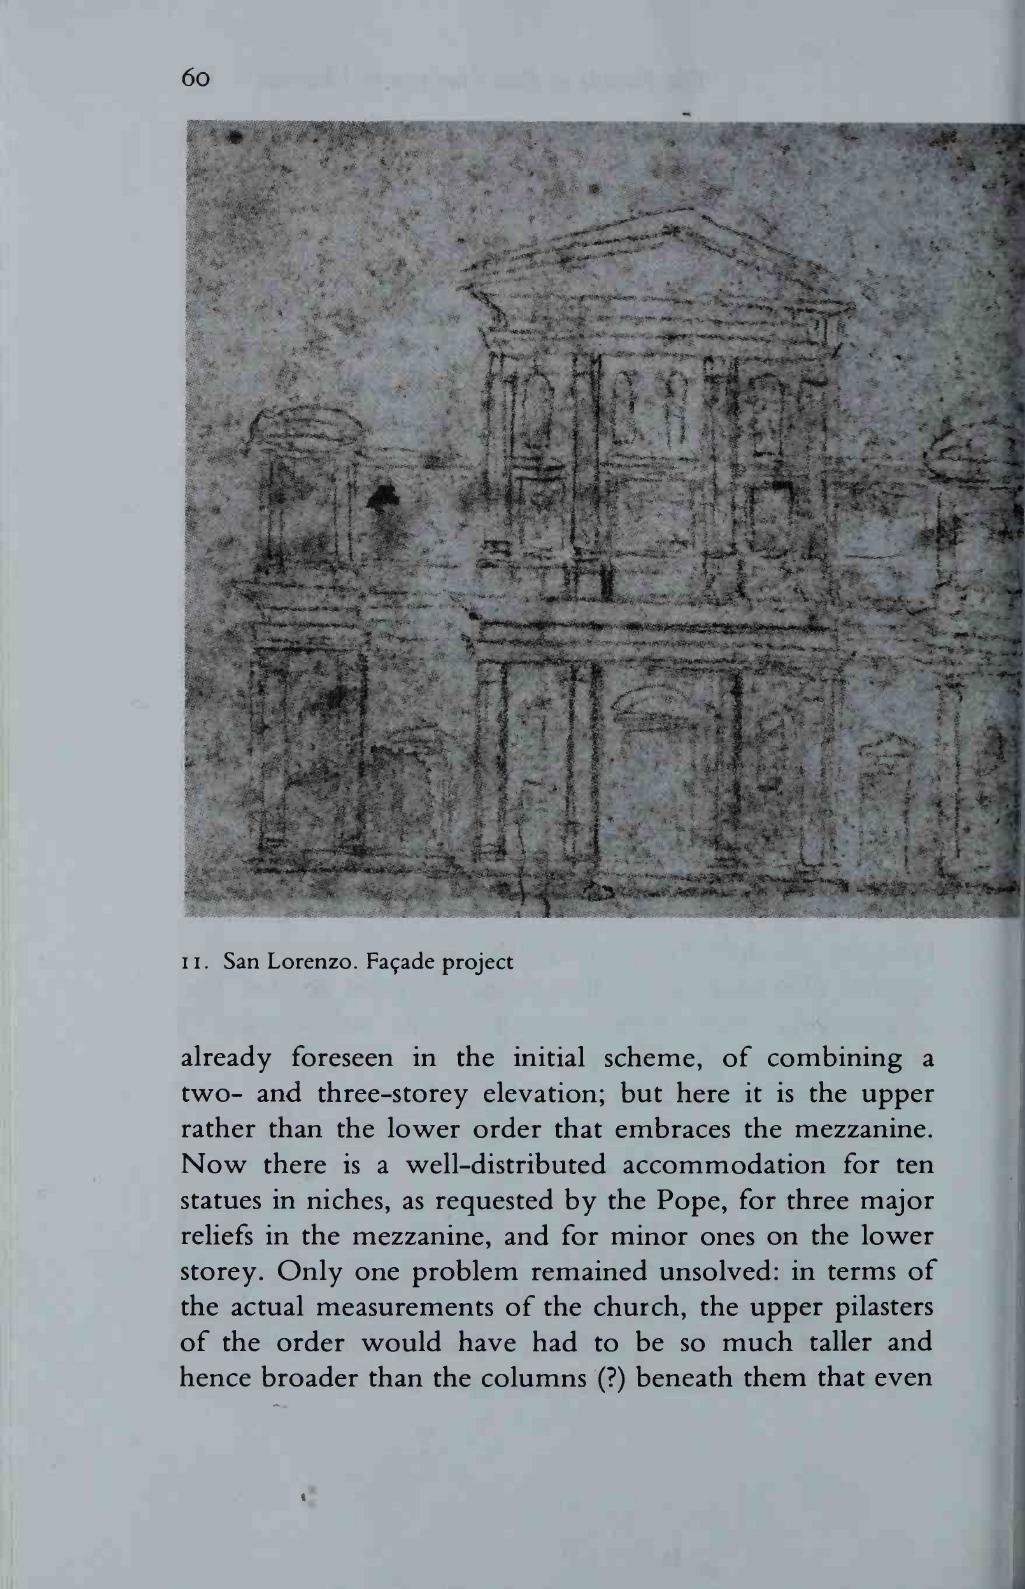 60
11. San Lorenzo. Façade project
already foreseen in the initial scheme, of combining a
two- and three-storey elevation; but here it is the upper
rather than the lower order that embraces the mezzanine.
Now there is a well-distributed accommodation for ten
statues in niches, as requested by the Pope, for three major
reliefs in the mezzanine, and for minor ones on the lower
storey. Only one problem remained unsolved: in terms of
the actual measurements of the church, the upper pilasters
of the order would have had to be so much taller and
hence broader than the columns (?) beneath them that even